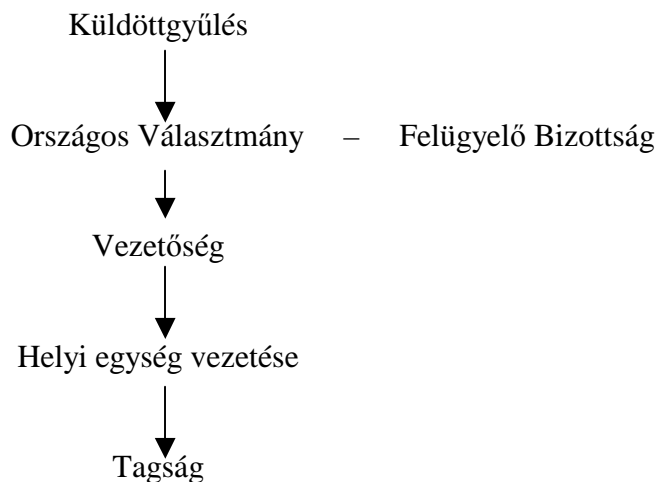 Küldöttgyűlés
Országos Választmány – Felügyelő Bizottság
Vezetőség
Helyi egység vezetése
Tagság